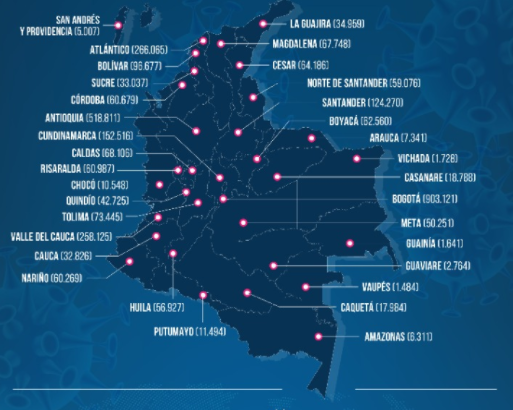 SAN ANDRÉS
Y PROVIDENCIA (5.007)
ATLÁNTICO (266.065)
BOLÍVAR (96.677)
SUCRE (33.037)
CÓRDOBA (60.679)
ANTIOQUIA (518.811)
CUNDINAMARCA (152.516)
CALDAS (68.106)
RISARALDA (60.987)
CHOCÓ (10.548)
QUINDÍO (42.725)
TOLIMA (73.445)
VALLE DEL CAUCA (258.125)
CAUCA (32.826)
NARIÑO (60.269)
HUILA (56.927)
PUTUMAYO (11.494)
LA GUAJIRA (34.959)
MAGDALENA (67.748)
CESAR (64.186)
NORTE DE SANTANDER (59.076)
SANTANDER (124.270)
BOYACÁ (62.560)
ARAUCA (7.341)
VICHADA (1.728)
CASANARE (18.788)
BOGOTÁ (903.121)
META (50.251)
GUAINÍA (1.641)
GUAVIARE (2.764)
VAUPÉS (1.484)
CAQUETÁ (17.984)
AMAZONAS (6.311)